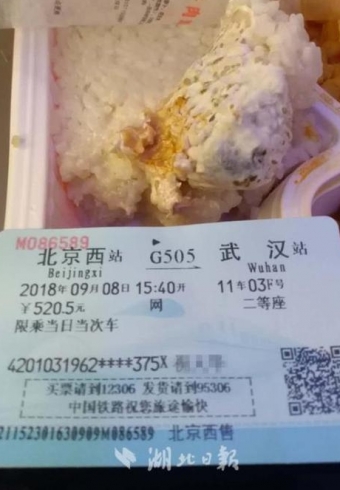 M086589
北京西站 G505 武汉站
Beijingxi Wuhan
2018年09月08日 15:40开 11车03F号
¥520.5元 网 二等座
限乘当日当次车
4201031962****375X
买票请到12306 发货请到95306
中国铁路祝您旅途愉快
21152301630909M086589 北京西售
湖北日报